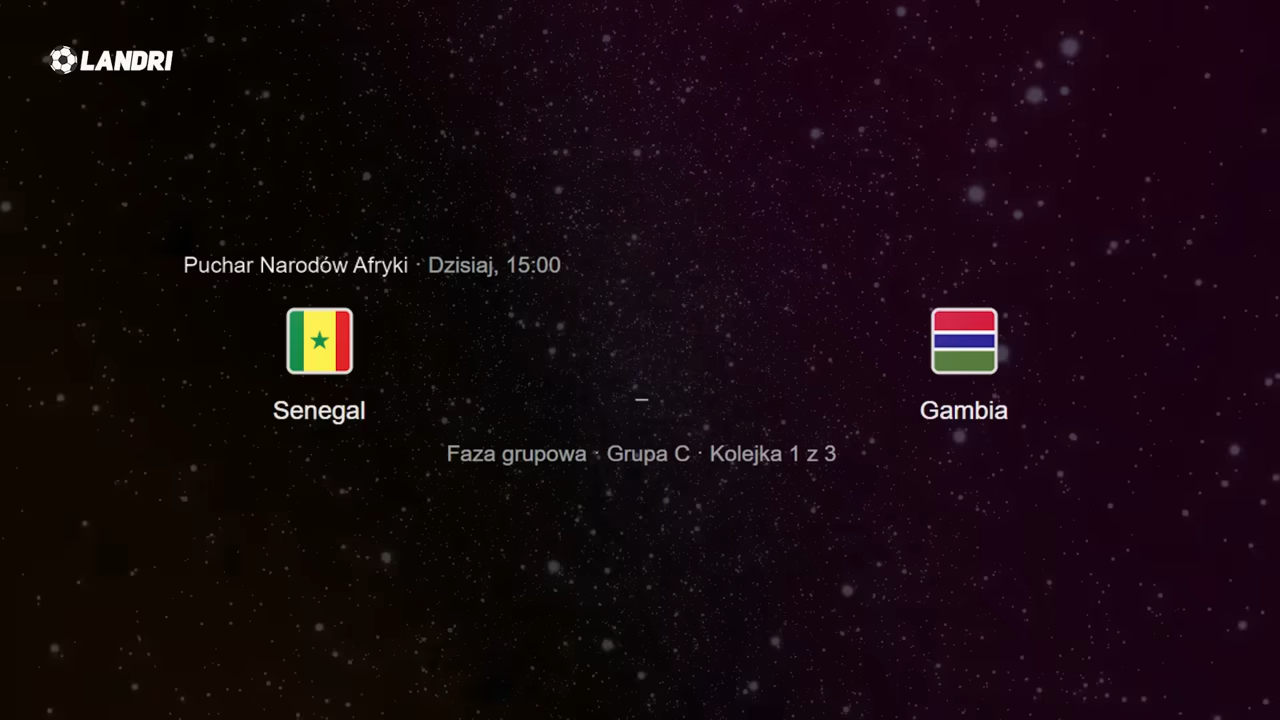 LANDRI
Puchar Narodów Afryki · Dzisiaj, 15:00
Senegal
–
Gambia
Faza grupowa · Grupa C · Kolejka 1 z 3